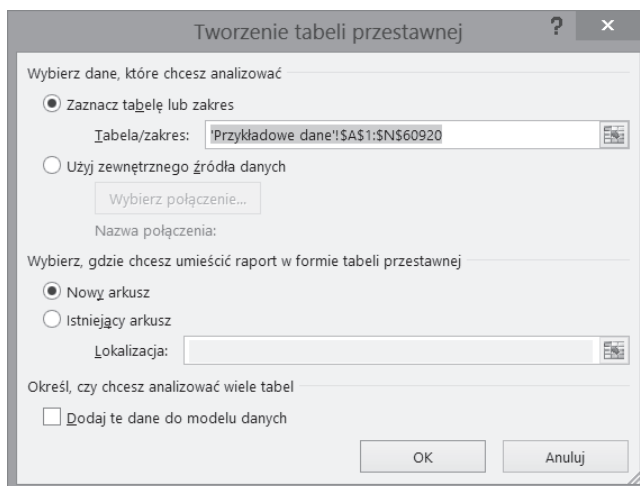 Tworzenie tabeli przestawnej ? ×
Wybierz dane, które chcesz analizować
Zaznacz tabelę lub zakres
Tabela/zakres: 'Przykładowe dane'!$A$1:$N$60920
Użyj zewnętrznego źródła danych
Wybierz połączenie...
Nazwa połączenia:
Wybierz, gdzie chcesz umieścić raport w formie tabeli przestawnej
Nowy arkusz
Istniejący arkusz
Lokalizacja:
Określ, czy chcesz analizować wiele tabel
Dodaj te dane do modelu danych
OK Anuluj